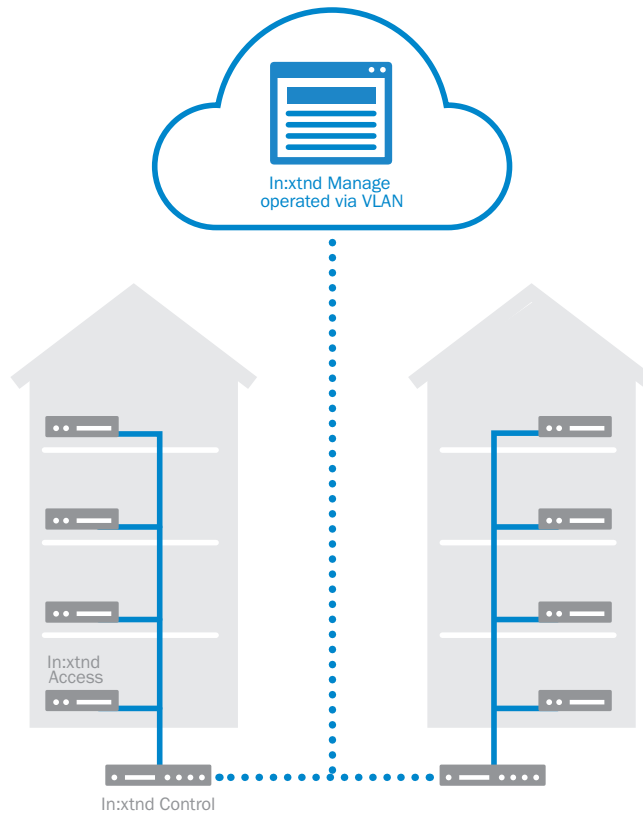 In:xtnd Manage
operated via VLAN
In:xtnd
Access
In:xtnd Control